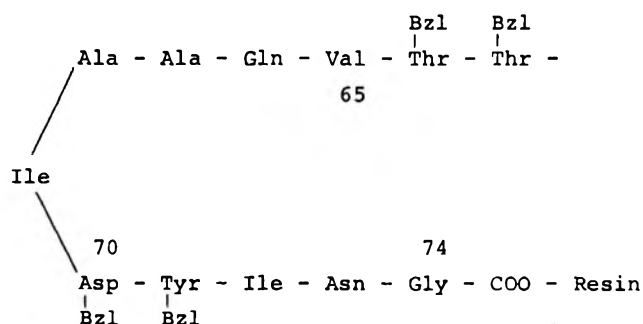 Bzl Bzl
Ala - Ala - Gln - Val - Thr - Thr -
65
Ile
70 74
Asp - Tyr - Ile - Asn - Gly - COO - Resin
Bzl Bzl